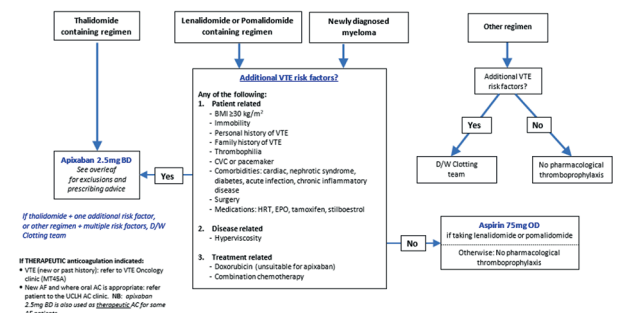 Thalidomide
containing regimen
Lenalidomide or Pomalidomide
containing regimen
Newly diagnosed
myeloma
Other regimen
Additional VTE risk factors?
Any of the following:
1. Patient related
- BMI ≥30 kg/m²
- Immobility
- Personal history of VTE
- Family history of VTE
- Thrombophilia
- CVC or pacemaker
- Comorbidities: cardiac, nephrotic syndrome,
diabetes, acute infection, chronic inflammatory
disease
- Surgery
- Medications: HRT, EPO, tamoxifen, stilboestrol
2. Disease related
- Hyperviscosity
3. Treatment related
- Doxorubicin (unsuitable for apixaban)
- Combination chemotherapy
Additional VTE
risk factors?
Yes
No
D/W Clotting
team
No pharmacological
thromboprophylaxis
Apixaban 2.5mg BD
See overleaf
for exclusions and
prescribing advice
Yes
If thalidomide + one additional risk factor,
or other regimen + multiple risk factors, D/W
Clotting team
No
Aspirin 75mg OD
if taking lenalidomide or pomalidomide
Otherwise: No pharmacological
thromboprophylaxis
If THERAPEUTIC anticoagulation indicated:
• VTE (new or past history): refer to VTE Oncology
clinic (MT45A)
• New AF and where oral AC is appropriate: refer
patient to the UCLH AC clinic. NB: apixaban
2.5mg BD is also used as therapeutic AC for some
AF patients